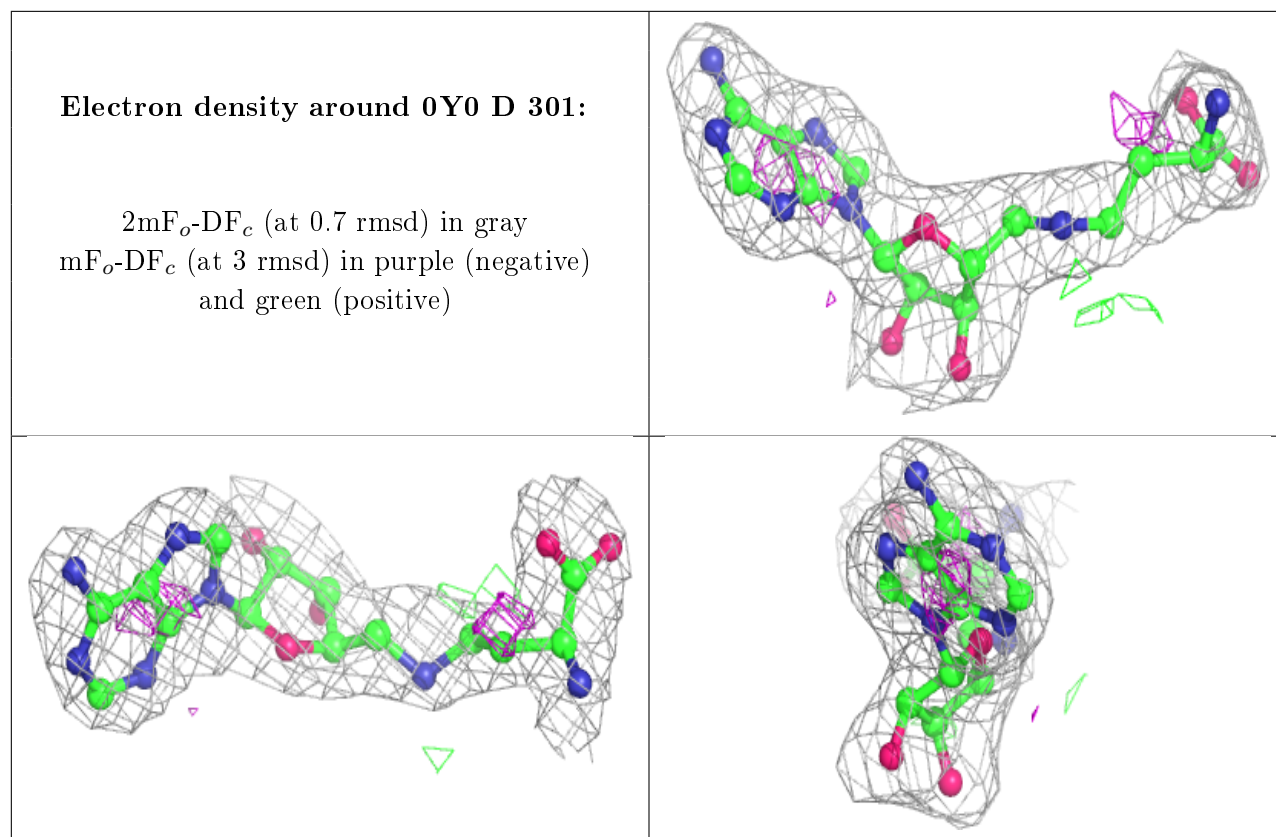 Electron density around 0Y0 D 301:
2mFo-DFc (at 0.7 rmsd) in gray
mFo-DFc (at 3 rmsd) in purple (negative)
and green (positive)